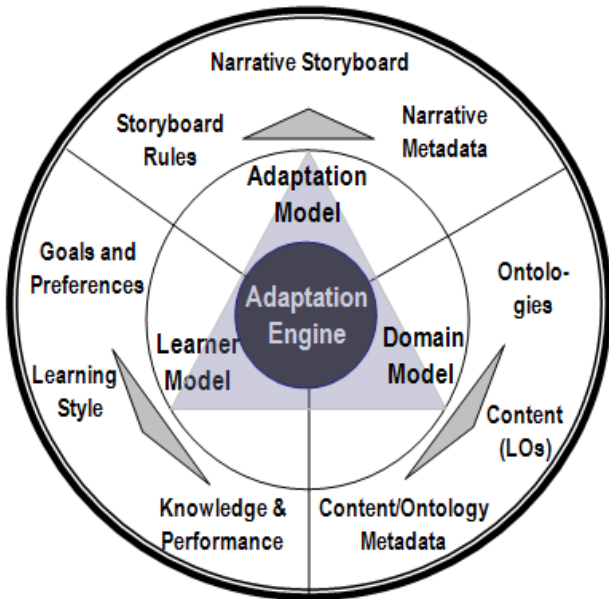 Narrative Storyboard
Storyboard
Rules
Narrative
Metadata
Adaptation
Model
Goals and
Preferences
Ontolo-
gies
Adaptation
Engine
Learner
Model
Domain
Model
Learning
Style
Content
(LOs)
Knowledge &
Performance
Content/Ontology
Metadata